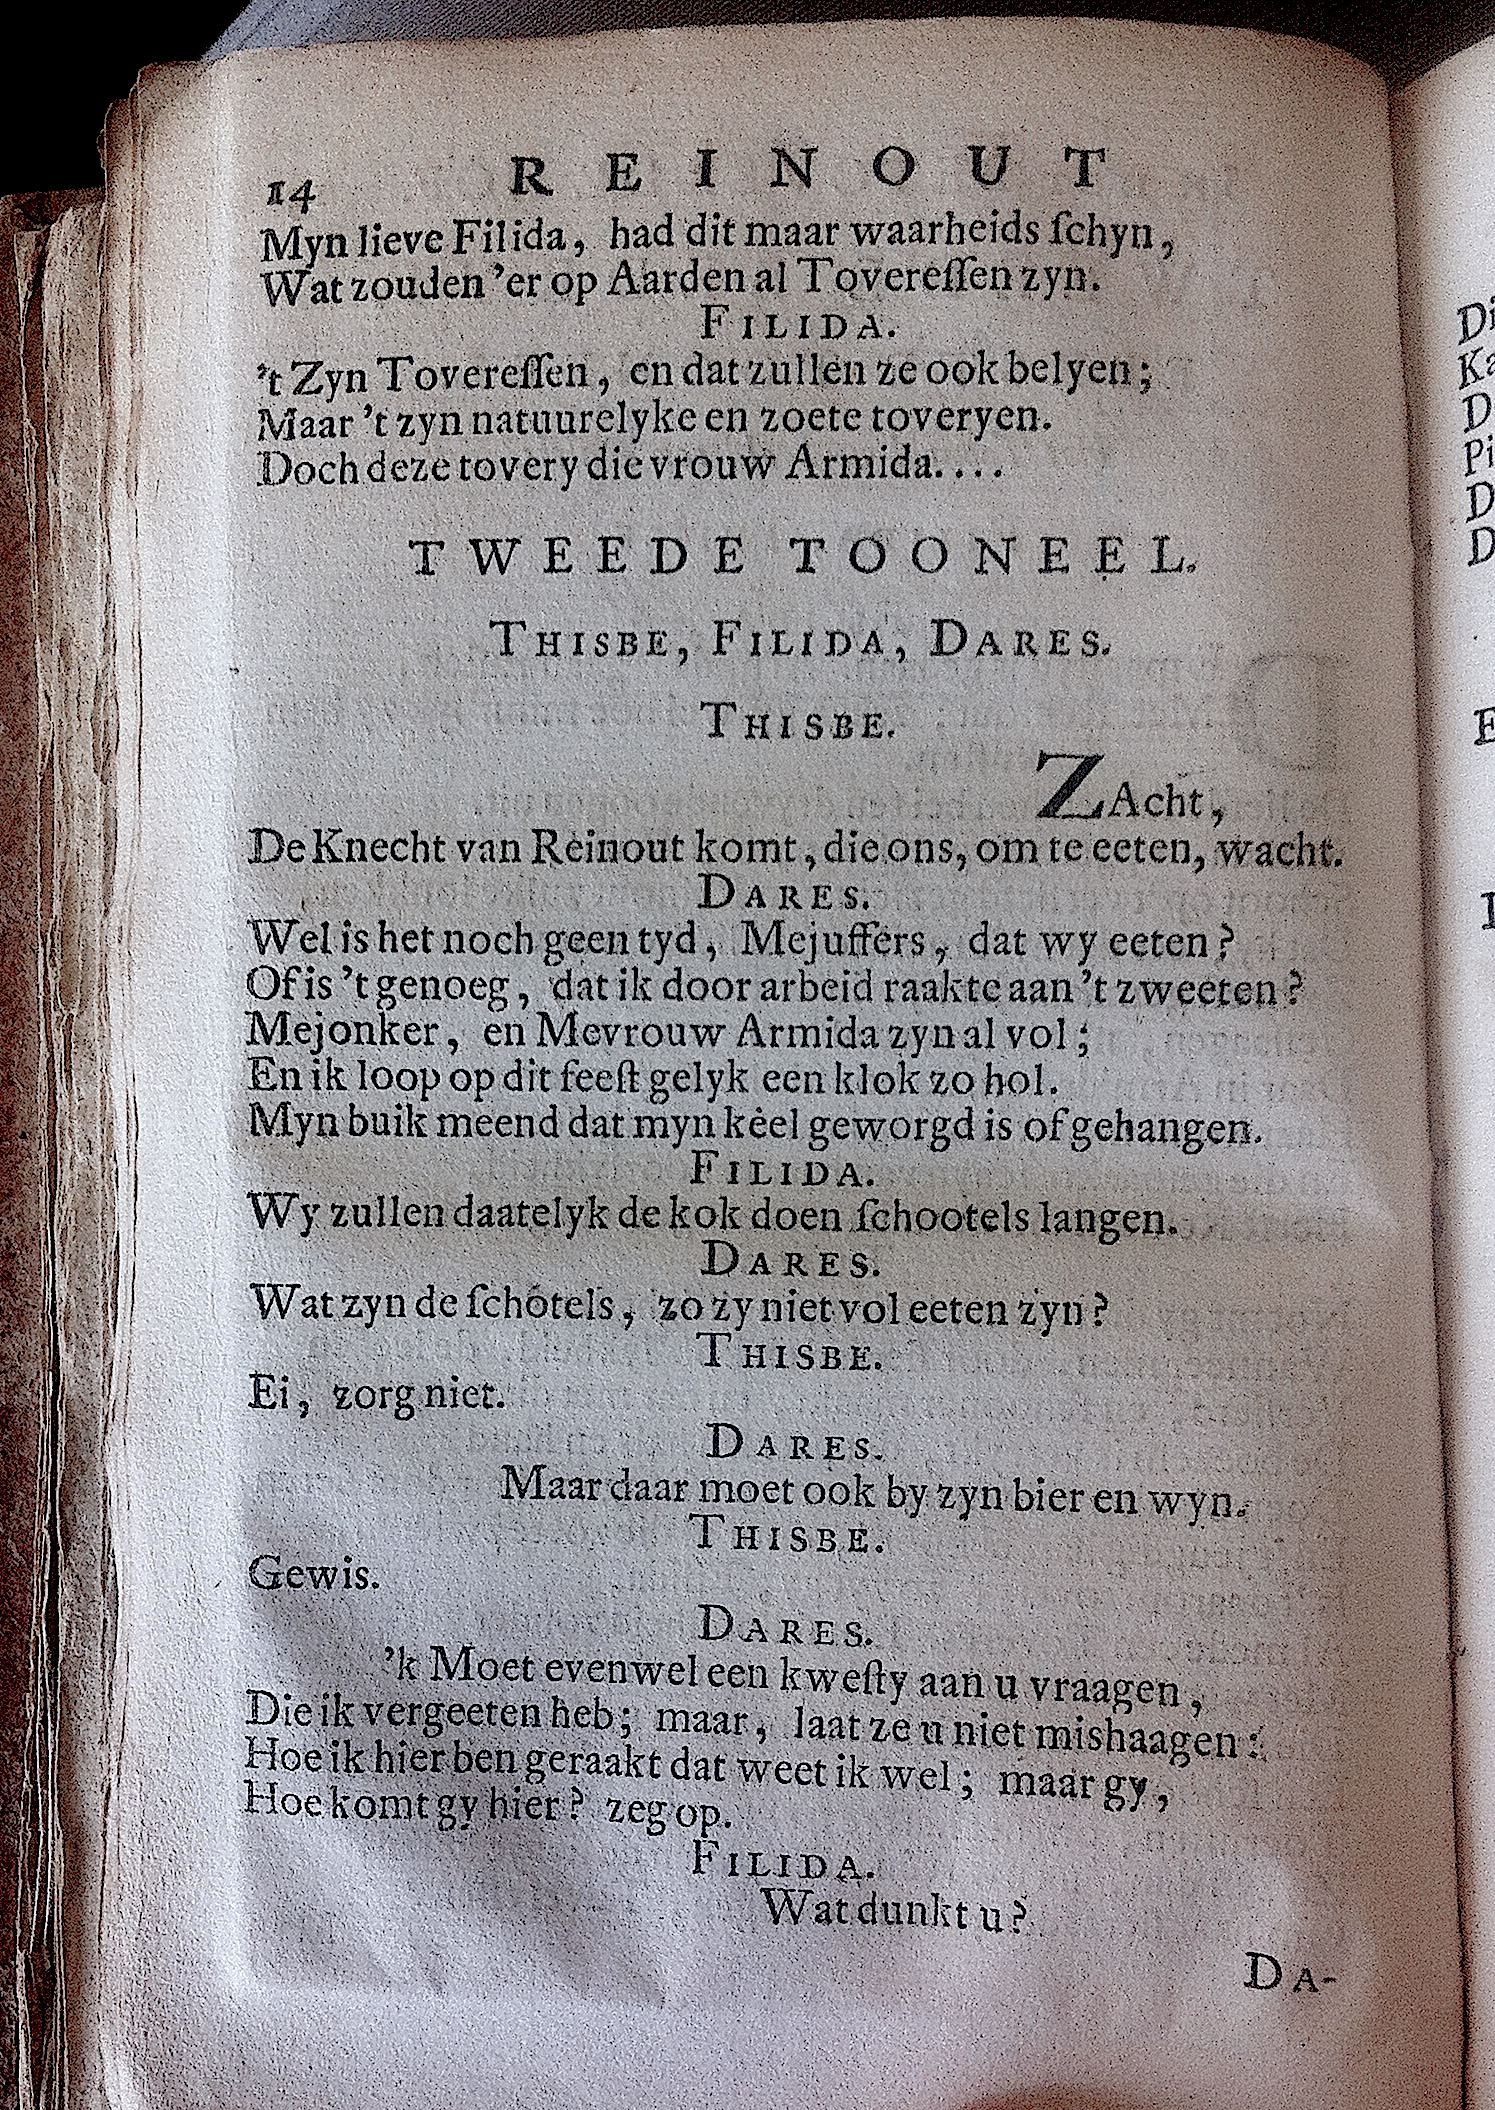 14 REINOUT
Myn lieve Filida, had dit maar waarheids ſchyn,
Wat zouden 'er op Aarden al Tovereſſen zyn.
FILIDA.
't Zyn Tovereſſen, en dat zullen ze ook belyen;
Maar 't zyn natuurelyke en zoete toveryen.
Doch deze tovery die vrouw Armida....
TWEEDE TOONEEL.
THISBE, FILIDA, DARES.
THISBE.
ZAcht,
De Knecht van Reinout komt, die ons, om te eeten, wacht.
DARES.
Wel is het noch geen tyd, Mejuffers, dat wy eeten?
Of is 't genoeg, dat ik door arbeid raakte aan 't zweeten?
Mejonker, en Mevrouw Armida zyn al vol;
En ik loop op dit feeſt gelyk een klok zo hol.
Myn buik meend dat myn keel geworgd is of gehangen.
FILIDA.
Wy zullen daatelyk de kok doen ſchootels langen.
DARES.
Wat zyn de ſchotels, zo zy niet vol eeten zyn?
THISBE.
Ei, zorg niet.
DARES.
Maar daar moet ook by zyn bier en wyn.
THISBE.
Gewis.
DARES.
'k Moet evenwel een kweſty aan u vraagen,
Die ik vergeeten heb; maar, laat ze u niet mishaagen:
Hoe ik hier ben geraakt dat weet ik wel; maar gy,
Hoe komt gy hier? zeg op.
FILIDA.
Wat dunkt u?
DA-
Di
Ka
D
Pi
D
D
E